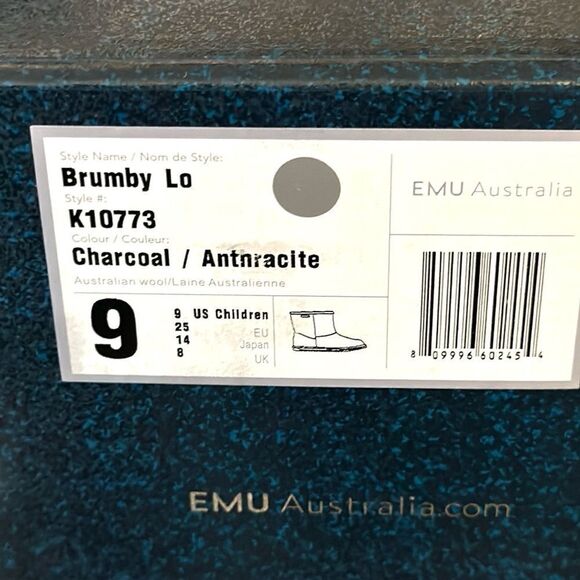 Style Name / Nom de Style:
Brumby Lo
Style #:
K10773
Colour / Couleur:
Charcoal / Anthracite
Australian wool/Laine Australienne
9
9 US Children
25 EU
14 Japan
8 UK
EMU Australia
8 09996 60245 4
EMU Australia.com